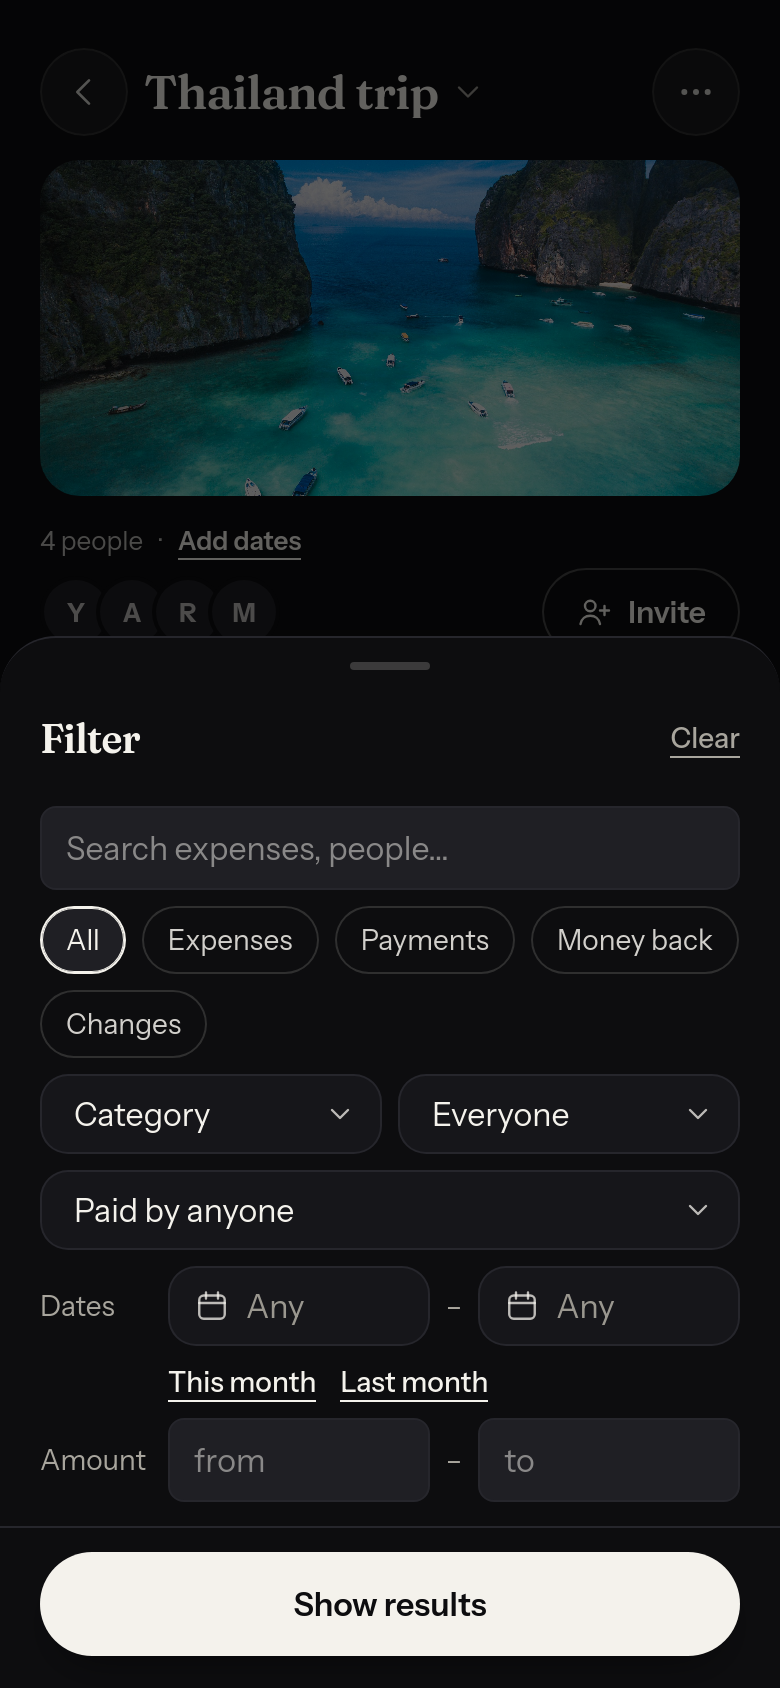 Thailand trip
4 people · Add dates
Y A R M Invite
Filter Clear
Search expenses, people...
All Expenses Payments Money back
Changes
Category Everyone
Paid by anyone
Dates Any – Any
This month Last month
Amount from – to
Show results